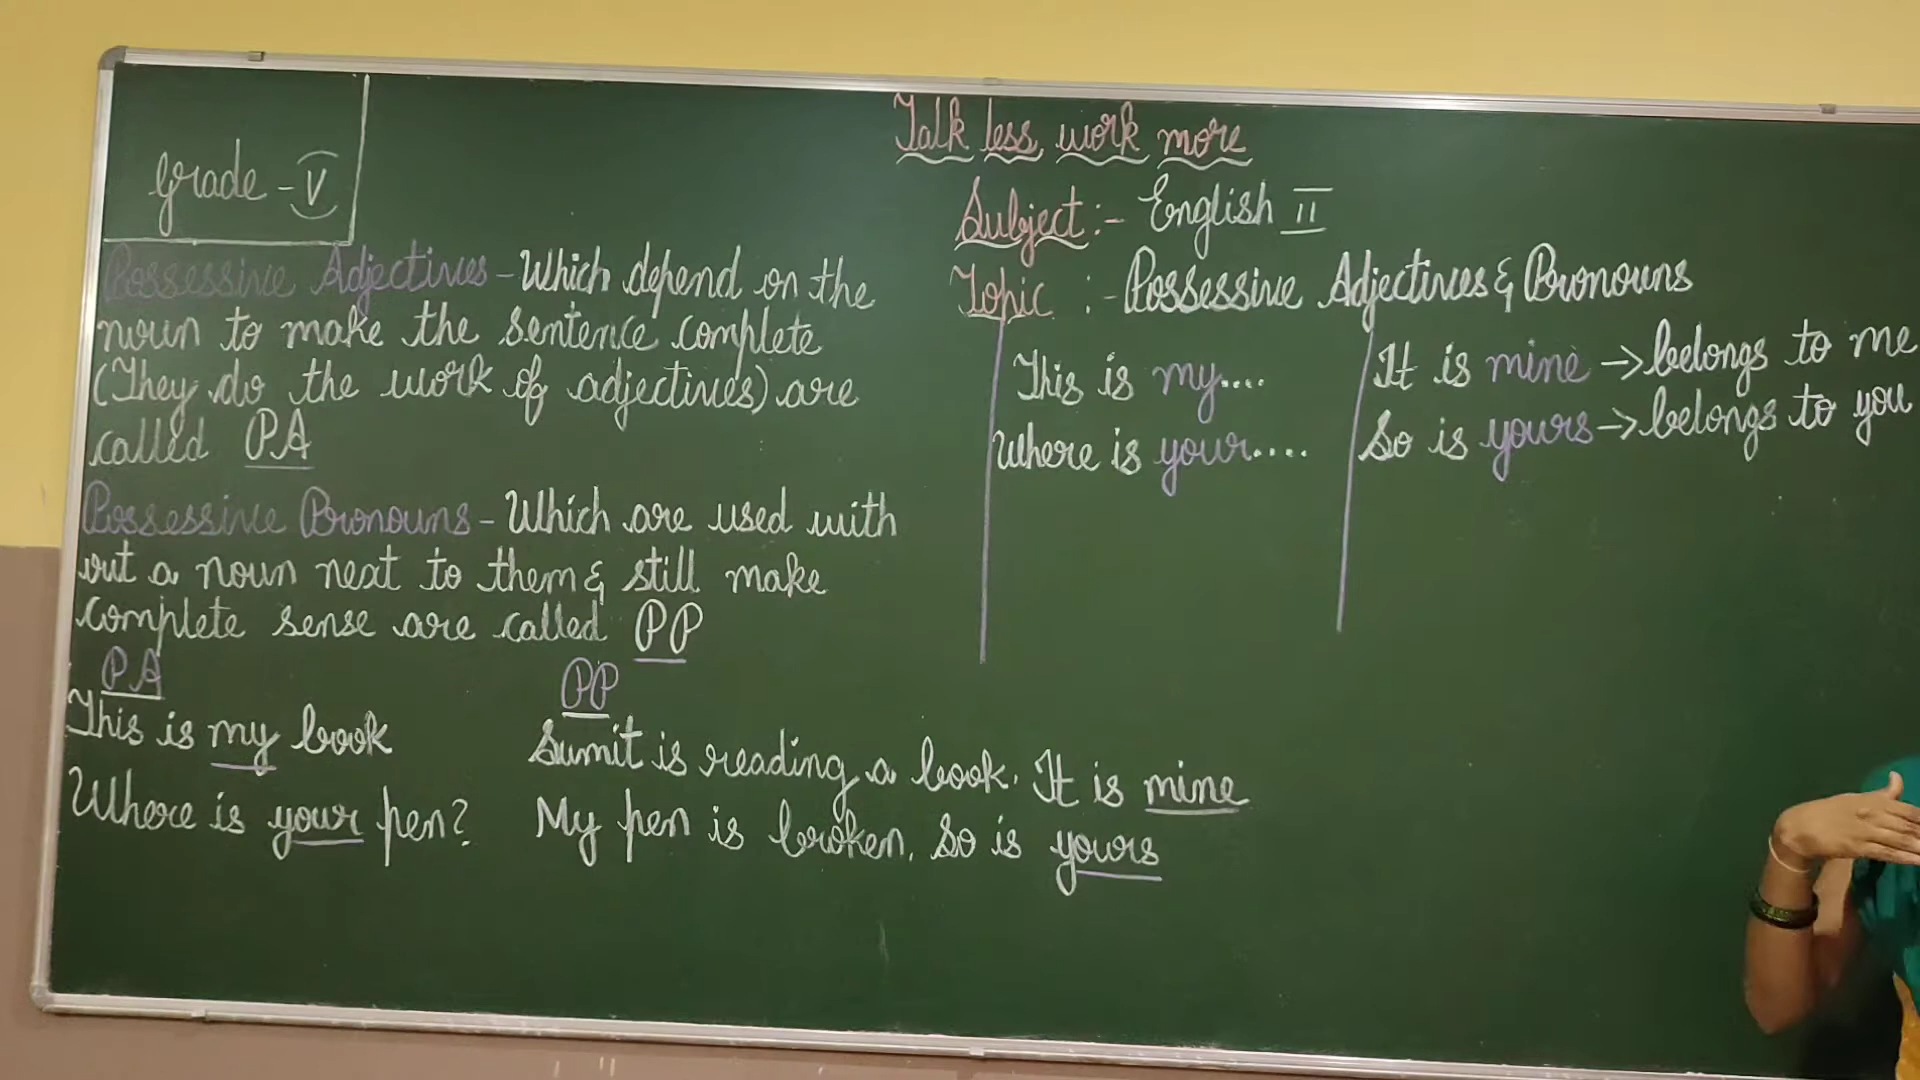 Talk less, work more
Grade - V
Subject :- English II
Topic :- Possessive Adjectives & Pronouns
Possessive Adjectives - Which depend on the
noun to make the sentence complete
(They do the work of adjectives) are
called PA
Possessive Pronouns - Which are used with
out a noun next to them & still make
complete sense are called PP
PA
This is my book
Where is your pen?
PP
Sumit is reading a book. It is mine
My pen is broken. So is yours
This is my....
Where is your....
It is mine → belongs to me
So is yours → belongs to you